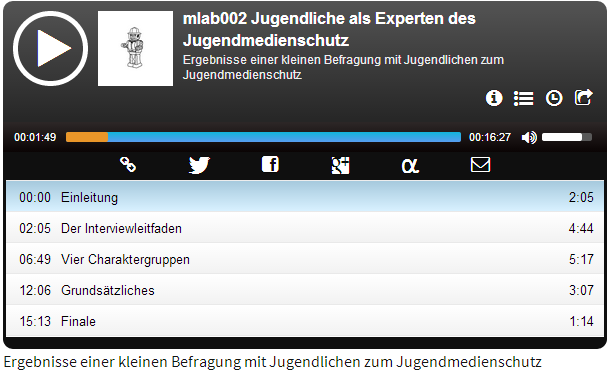 mlab002 Jugendliche als Experten des
Jugendmedienschutz
Ergebnisse einer kleinen Befragung mit Jugendlichen zum
Jugendmedienschutz
00:01:49 00:16:27
00:00 Einleitung 2:05
02:05 Der Interviewleitfaden 4:44
06:49 Vier Charaktergruppen 5:17
12:06 Grundsätzliches 3:07
15:13 Finale 1:14
Ergebnisse einer kleinen Befragung mit Jugendlichen zum Jugendmedienschutz